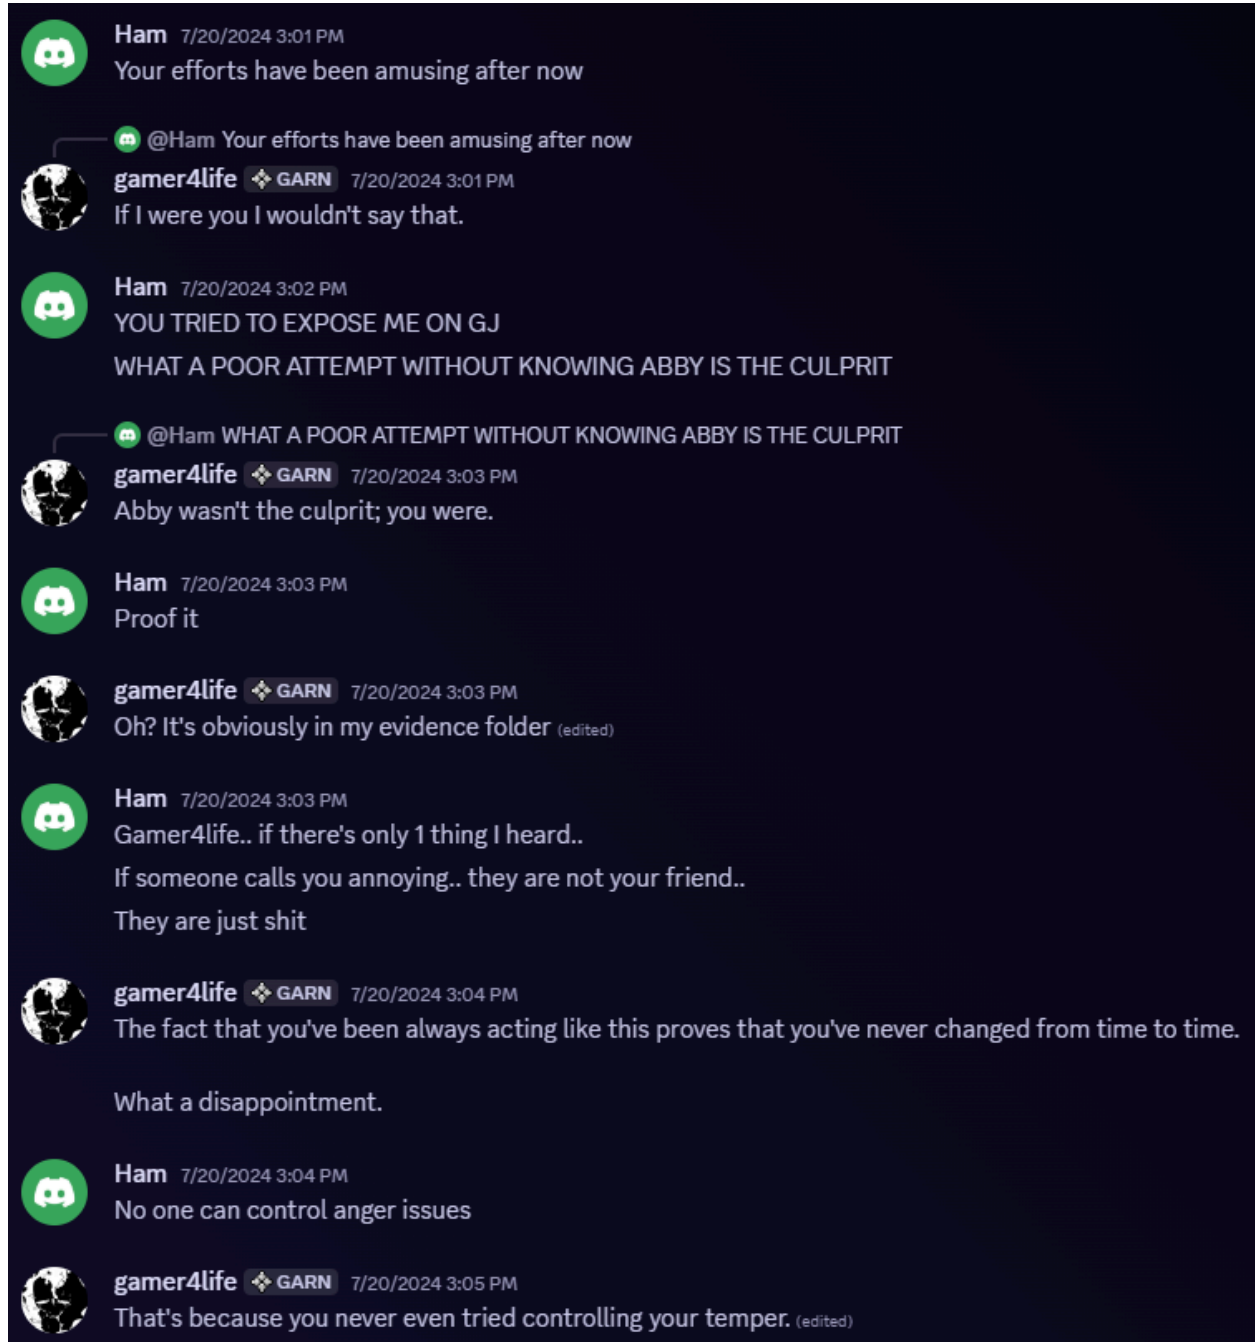 Ham 7/20/2024 3:01 PM
Your efforts have been amusing after now
@Ham Your efforts have been amusing after now
gamer4life GARN 7/20/2024 3:01 PM
If I were you I wouldn't say that.
Ham 7/20/2024 3:02 PM
YOU TRIED TO EXPOSE ME ON GJ
WHAT A POOR ATTEMPT WITHOUT KNOWING ABBY IS THE CULPRIT
@Ham WHAT A POOR ATTEMPT WITHOUT KNOWING ABBY IS THE CULPRIT
gamer4life GARN 7/20/2024 3:03 PM
Abby wasn't the culprit; you were.
Ham 7/20/2024 3:03 PM
Proof it
gamer4life GARN 7/20/2024 3:03 PM
Oh? It's obviously in my evidence folder (edited)
Ham 7/20/2024 3:03 PM
Gamer4life.. if there's only 1 thing I heard..
If someone calls you annoying.. they are not your friend..
They are just shit
gamer4life GARN 7/20/2024 3:04 PM
The fact that you've been always acting like this proves that you've never changed from time to time.
What a disappointment.
Ham 7/20/2024 3:04 PM
No one can control anger issues
gamer4life GARN 7/20/2024 3:05 PM
That's because you never even tried controlling your temper. (edited)